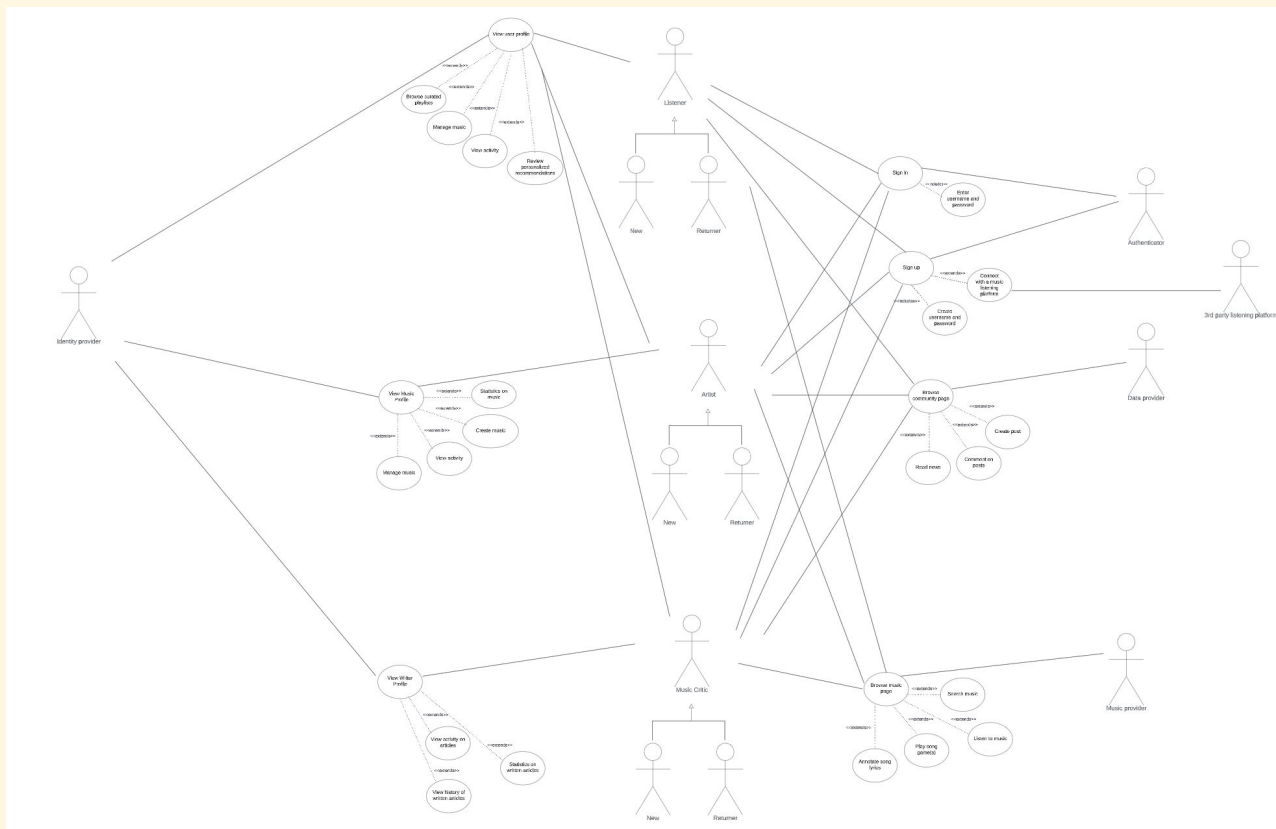 View user profile
<<extends>>
Browse curated
playlists
<<extends>>
Manage music
<<extends>>
View activity
<<extends>>
Review
personalized
recommendations
Listener
New
Returner
Sign in
Enter
username and
password
Authenticator
Sign up
<<extends>>
Connect
with a music
listening
platform
Create
username and
password
3rd party listening platform
Identity provider
Artist
New
Returner
View Music
Profile
<<extends>>
Statistics on
music
<<extends>>
Create music
<<extends>>
View activity
<<extends>>
Manage music
Browse
community page
Data provider
<<extends>>
Create post
<<extends>>
Comment on
posts
<<extends>>
Read news
Music Critic
New
Returner
View Writer
Profile
<<extends>>
View activity on
articles
<<extends>>
Statistics on
written articles
<<extends>>
View history of
written articles
Browse music
page
Music provider
<<extends>>
Search music
<<extends>>
Listen to music
<<extends>>
Play song
game(s)
<<extends>>
Annotate song
lyrics